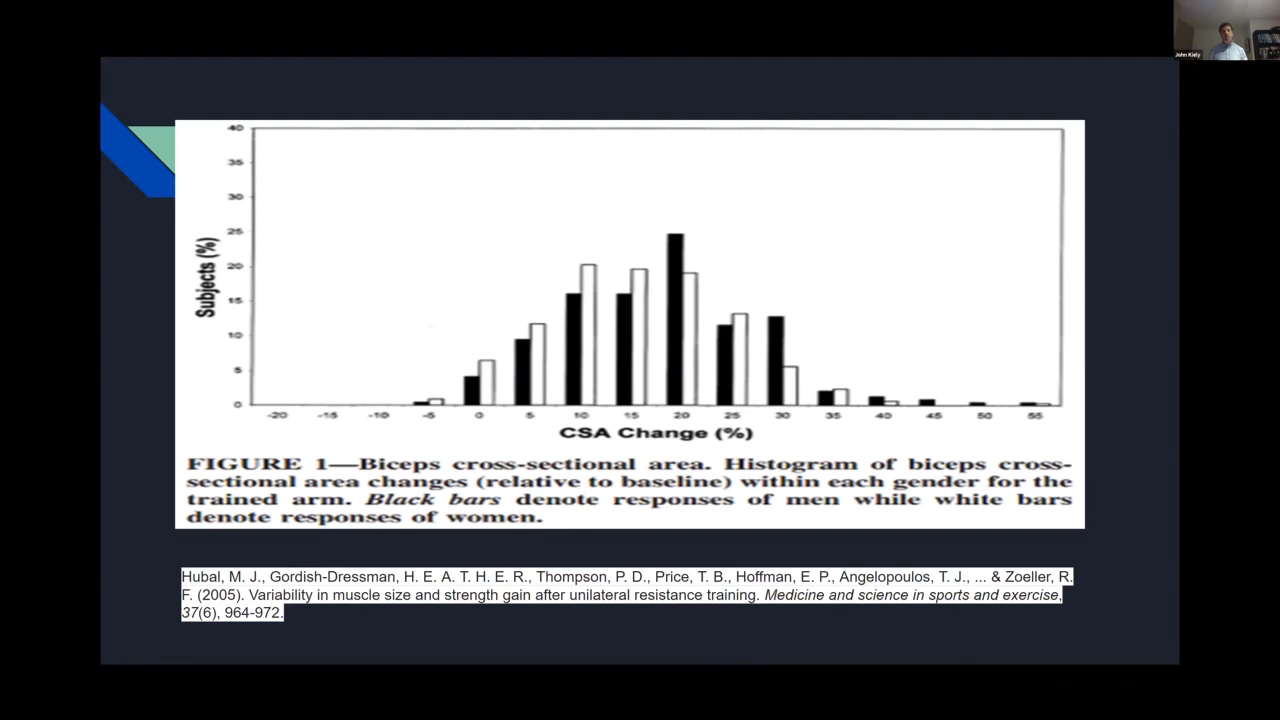 John Kiely
40
35
30
25
20
15
10
5
0
Subjects (%)
-20 -15 -10 -5 0 5 10 15 20 25 30 35 40 45 50 55
CSA Change (%)
FIGURE 1—Biceps cross-sectional area. Histogram of biceps cross-
sectional area changes (relative to baseline) within each gender for the
trained arm. Black bars denote responses of men while white bars
denote responses of women.
Hubal, M. J., Gordish-Dressman, H. E. A. T. H. E. R., Thompson, P. D., Price, T. B., Hoffman, E. P., Angelopoulos, T. J., ... & Zoeller, R.
F. (2005). Variability in muscle size and strength gain after unilateral resistance training. Medicine and science in sports and exercise,
37(6), 964-972.